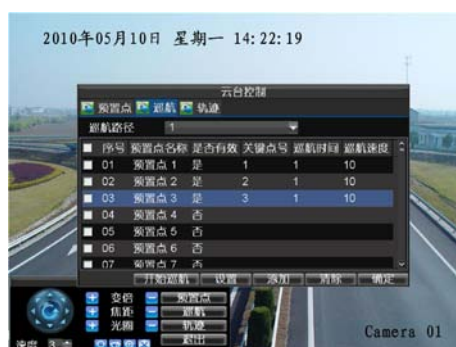 2010年05月10日 星期一 14:22:19
云台控制
预置点 巡航 轨迹
巡航路径 1
序号 预置点名称 是否有效 关键点号 巡航时间 巡航速度
01 预置点 1 是 1 1 10
02 预置点 2 是 2 1 10
03 预置点 3 是 3 1 10
04 预置点 4 否
05 预置点 5 否
06 预置点 6 否
07 预置点 7 否
开始巡航 设置 添加 清除 确定
变倍 预置点
焦距 巡航
光圈 轨迹
速度 3 退出
Camera 01